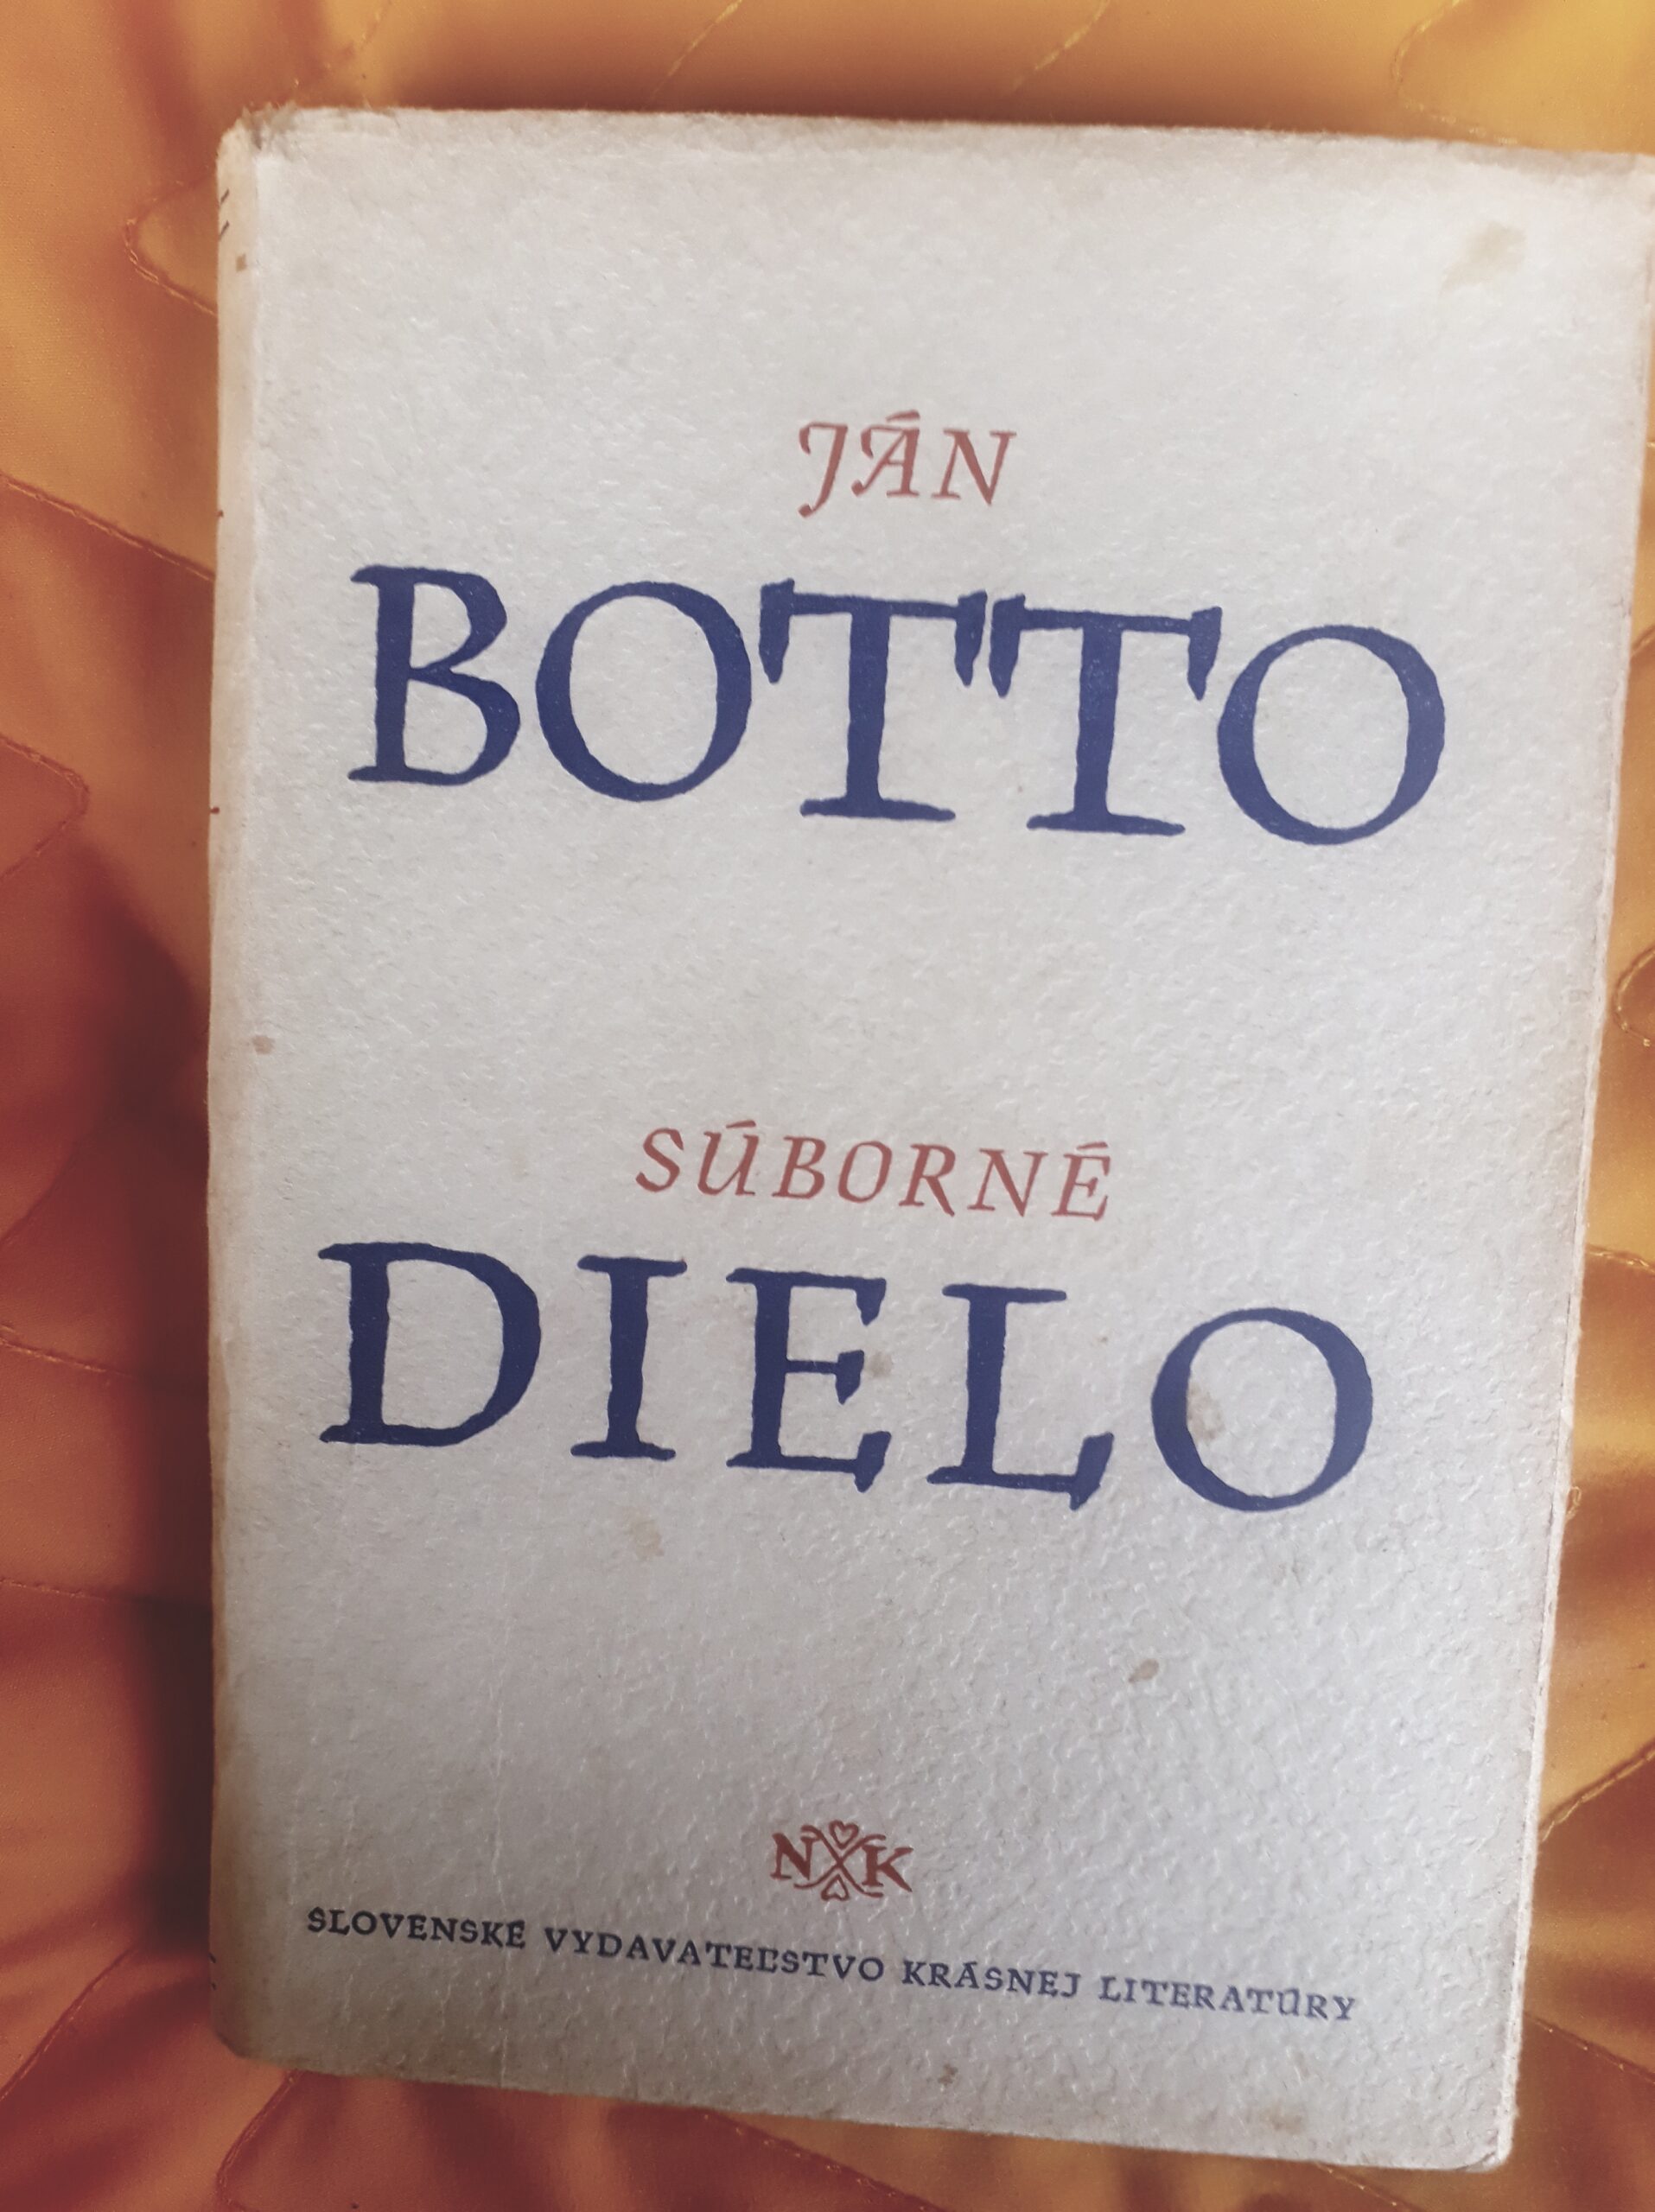 JÁN
BOTTO
SÚBORNÉ
DIELO
NK
SLOVENSKÉ VYDAVATEĽSTVO KRÁSNEJ LITERATÚRY